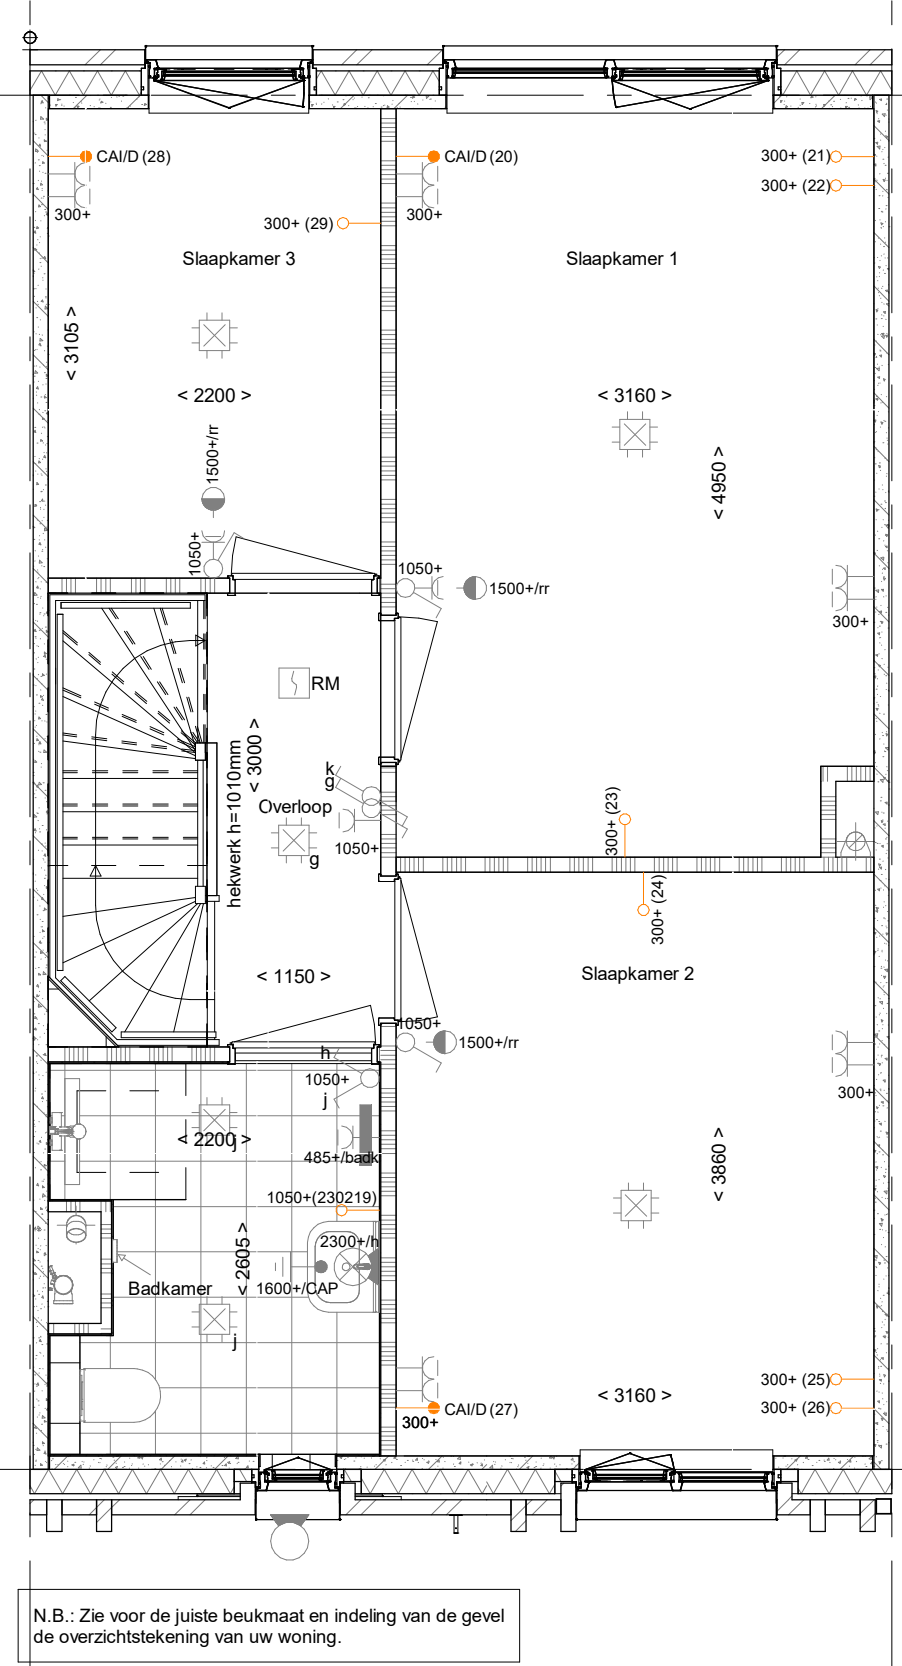 CAI/D (28)
CAI/D (20)
300+ (21)
300+ (22)
300+
300+
300+ (29)
Slaapkamer 3
Slaapkamer 1
< 3105 >
< 2200 >
< 3160 >
1500+/rr
< 4950 >
1050+
1050+
1500+/rr
300+
RM
hekwerk h=1010mm
< 3000 >
k
g
Overloop
1050+
g
300+ (23)
300+ (24)
Slaapkamer 2
< 1150 >
1050+
1500+/rr
h
1050+
j
300+
< 2200 >
j
485+/badk
< 3860 >
1050+(230219)
< 2605 >
2300+/h
Badkamer
1600+/CAP
j
300+ (25)
< 3160 >
300+ (26)
CAI/D (27)
300+
N.B.: Zie voor de juiste beukmaat en indeling van de gevel
de overzichtstekening van uw woning.